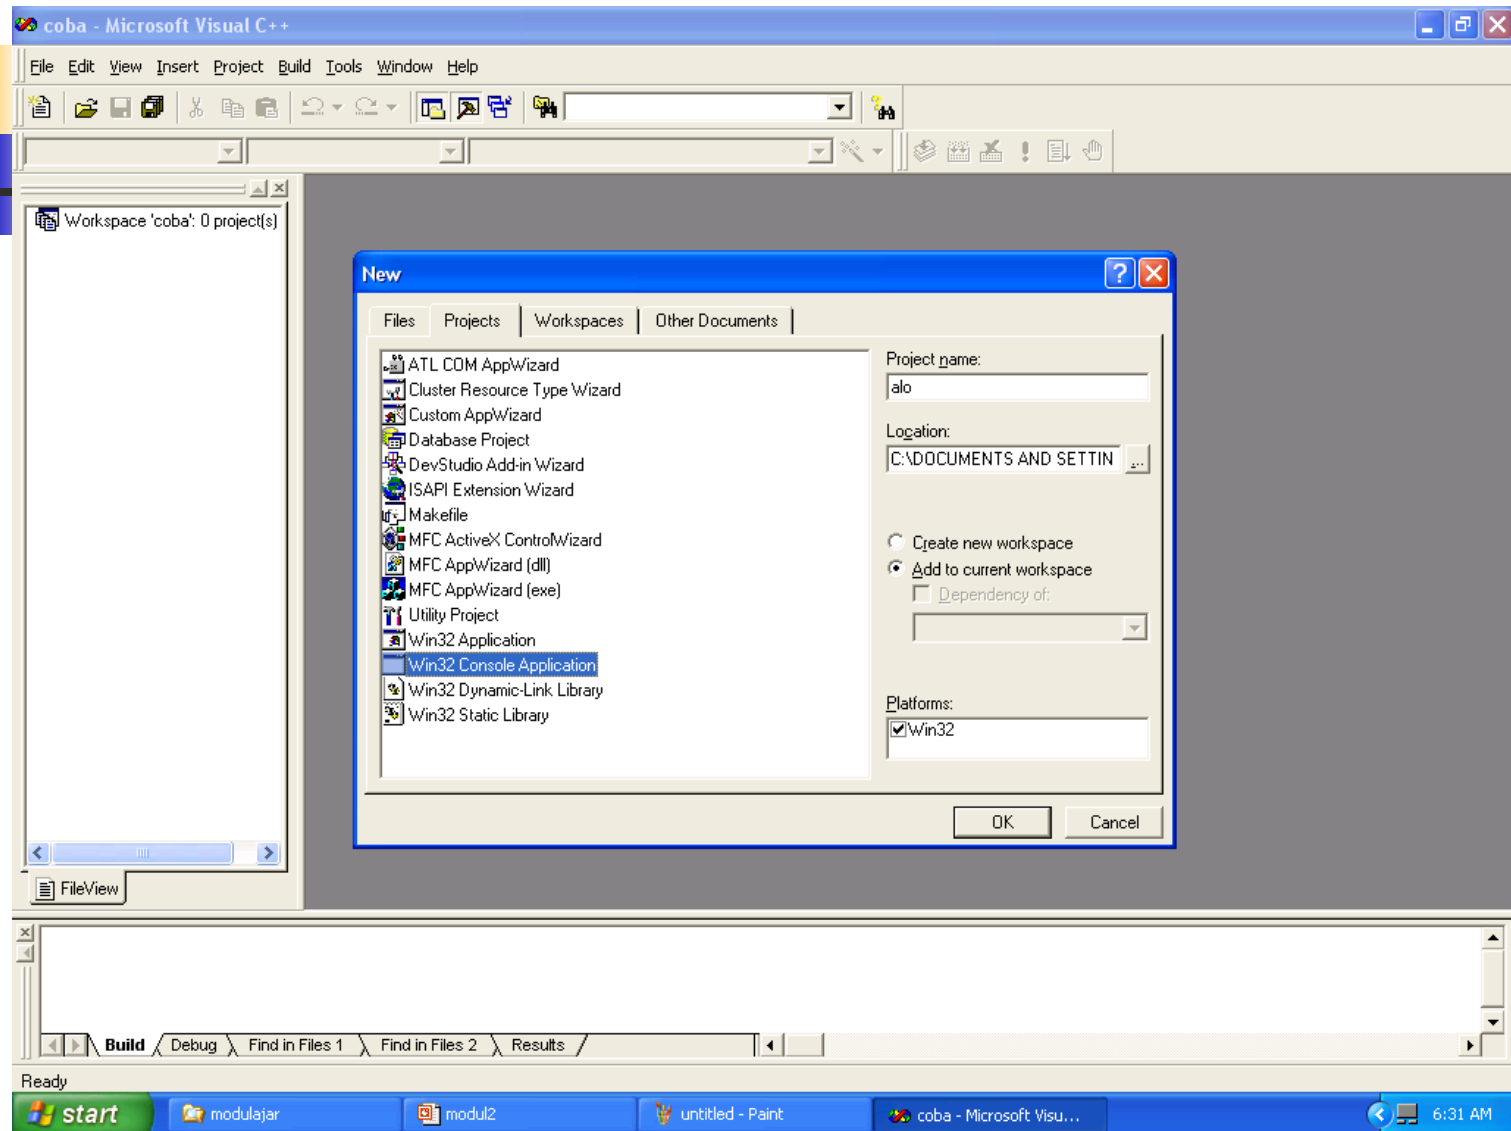 coba - Microsoft Visual C++
File Edit View Insert Project Build Tools Window Help
Workspace 'coba': 0 project(s)
FileView
New
Files Projects Workspaces Other Documents
ATL COM AppWizard
Cluster Resource Type Wizard
Custom AppWizard
Database Project
DevStudio Add-in Wizard
ISAPI Extension Wizard
Makefile
MFC ActiveX ControlWizard
MFC AppWizard (dll)
MFC AppWizard (exe)
Utility Project
Win32 Application
Win32 Console Application
Win32 Dynamic-Link Library
Win32 Static Library
Project name:
alo
Location:
C:\DOCUMENTS AND SETTIN ...
Create new workspace
Add to current workspace
Dependency of:
Platforms:
Win32
OK Cancel
Build Debug Find in Files 1 Find in Files 2 Results
Ready
start modulajar modul2 untitled - Paint coba - Microsoft Visu... 6:31 AM